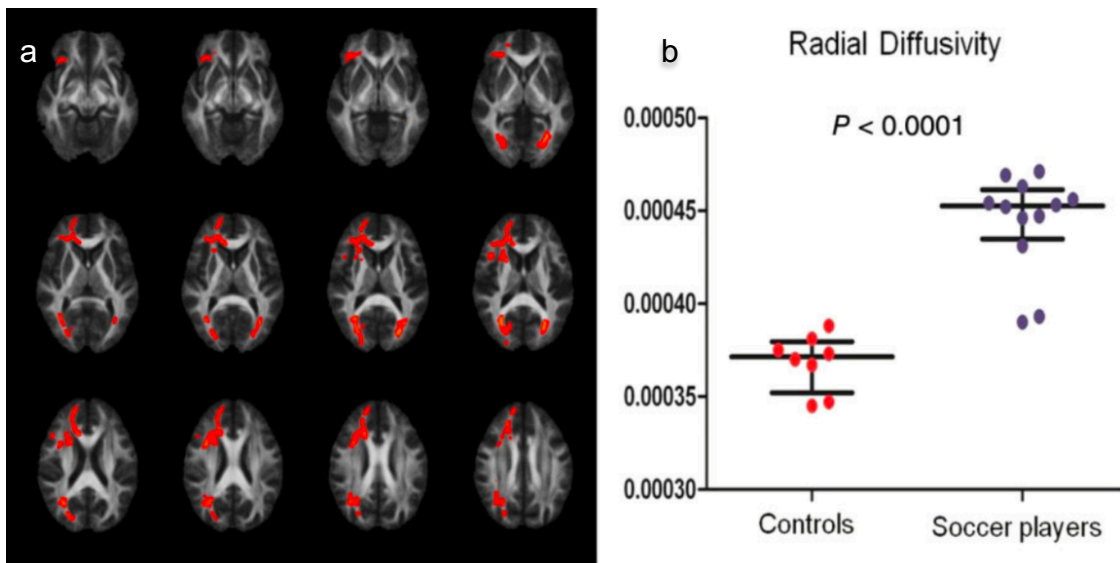 a
b
Radial Diffusivity
P < 0.0001
0.00050
0.00045
0.00040
0.00035
0.00030
Controls
Soccer players